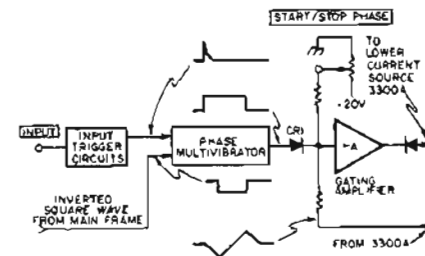 START/STOP PHASE
TO
LOWER
CURRENT
SOURCE
3300A
-20V
INPUT
INPUT
TRIGGER
CIRCUITS
PHASE
MULTIVIBRATOR
CR1
-A
GATING
AMPLIFIER
INVERTED
SQUARE WAVE
FROM MAIN FRAME
FROM 3300A